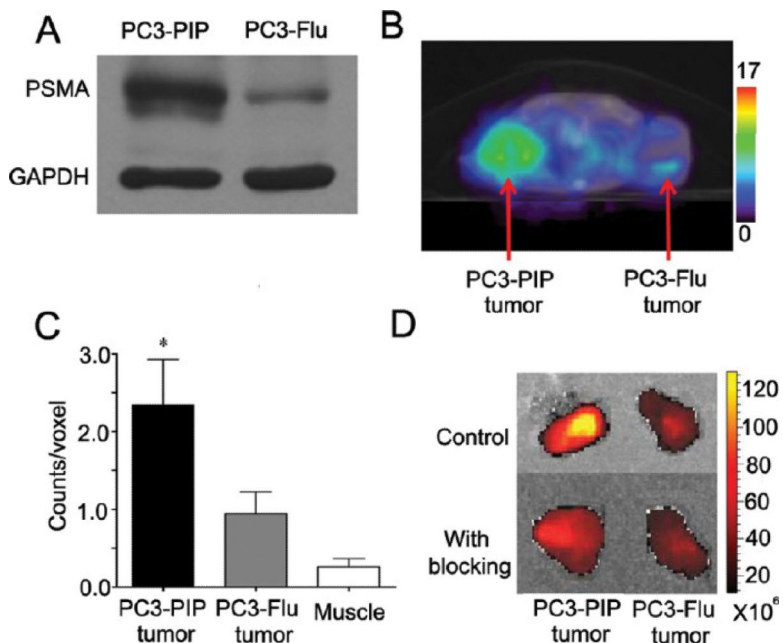 A
PC3-PIP PC3-Flu
PSMA
GAPDH
B
17
0
PC3-PIP
tumor
PC3-Flu
tumor
C
*
Counts/voxel
3.0
2.0
1.0
0.0
PC3-PIP
tumor
PC3-Flu
tumor
Muscle
D
Control
With
blocking
120
100
80
60
40
20
X10⁶
PC3-PIP
tumor
PC3-Flu
tumor